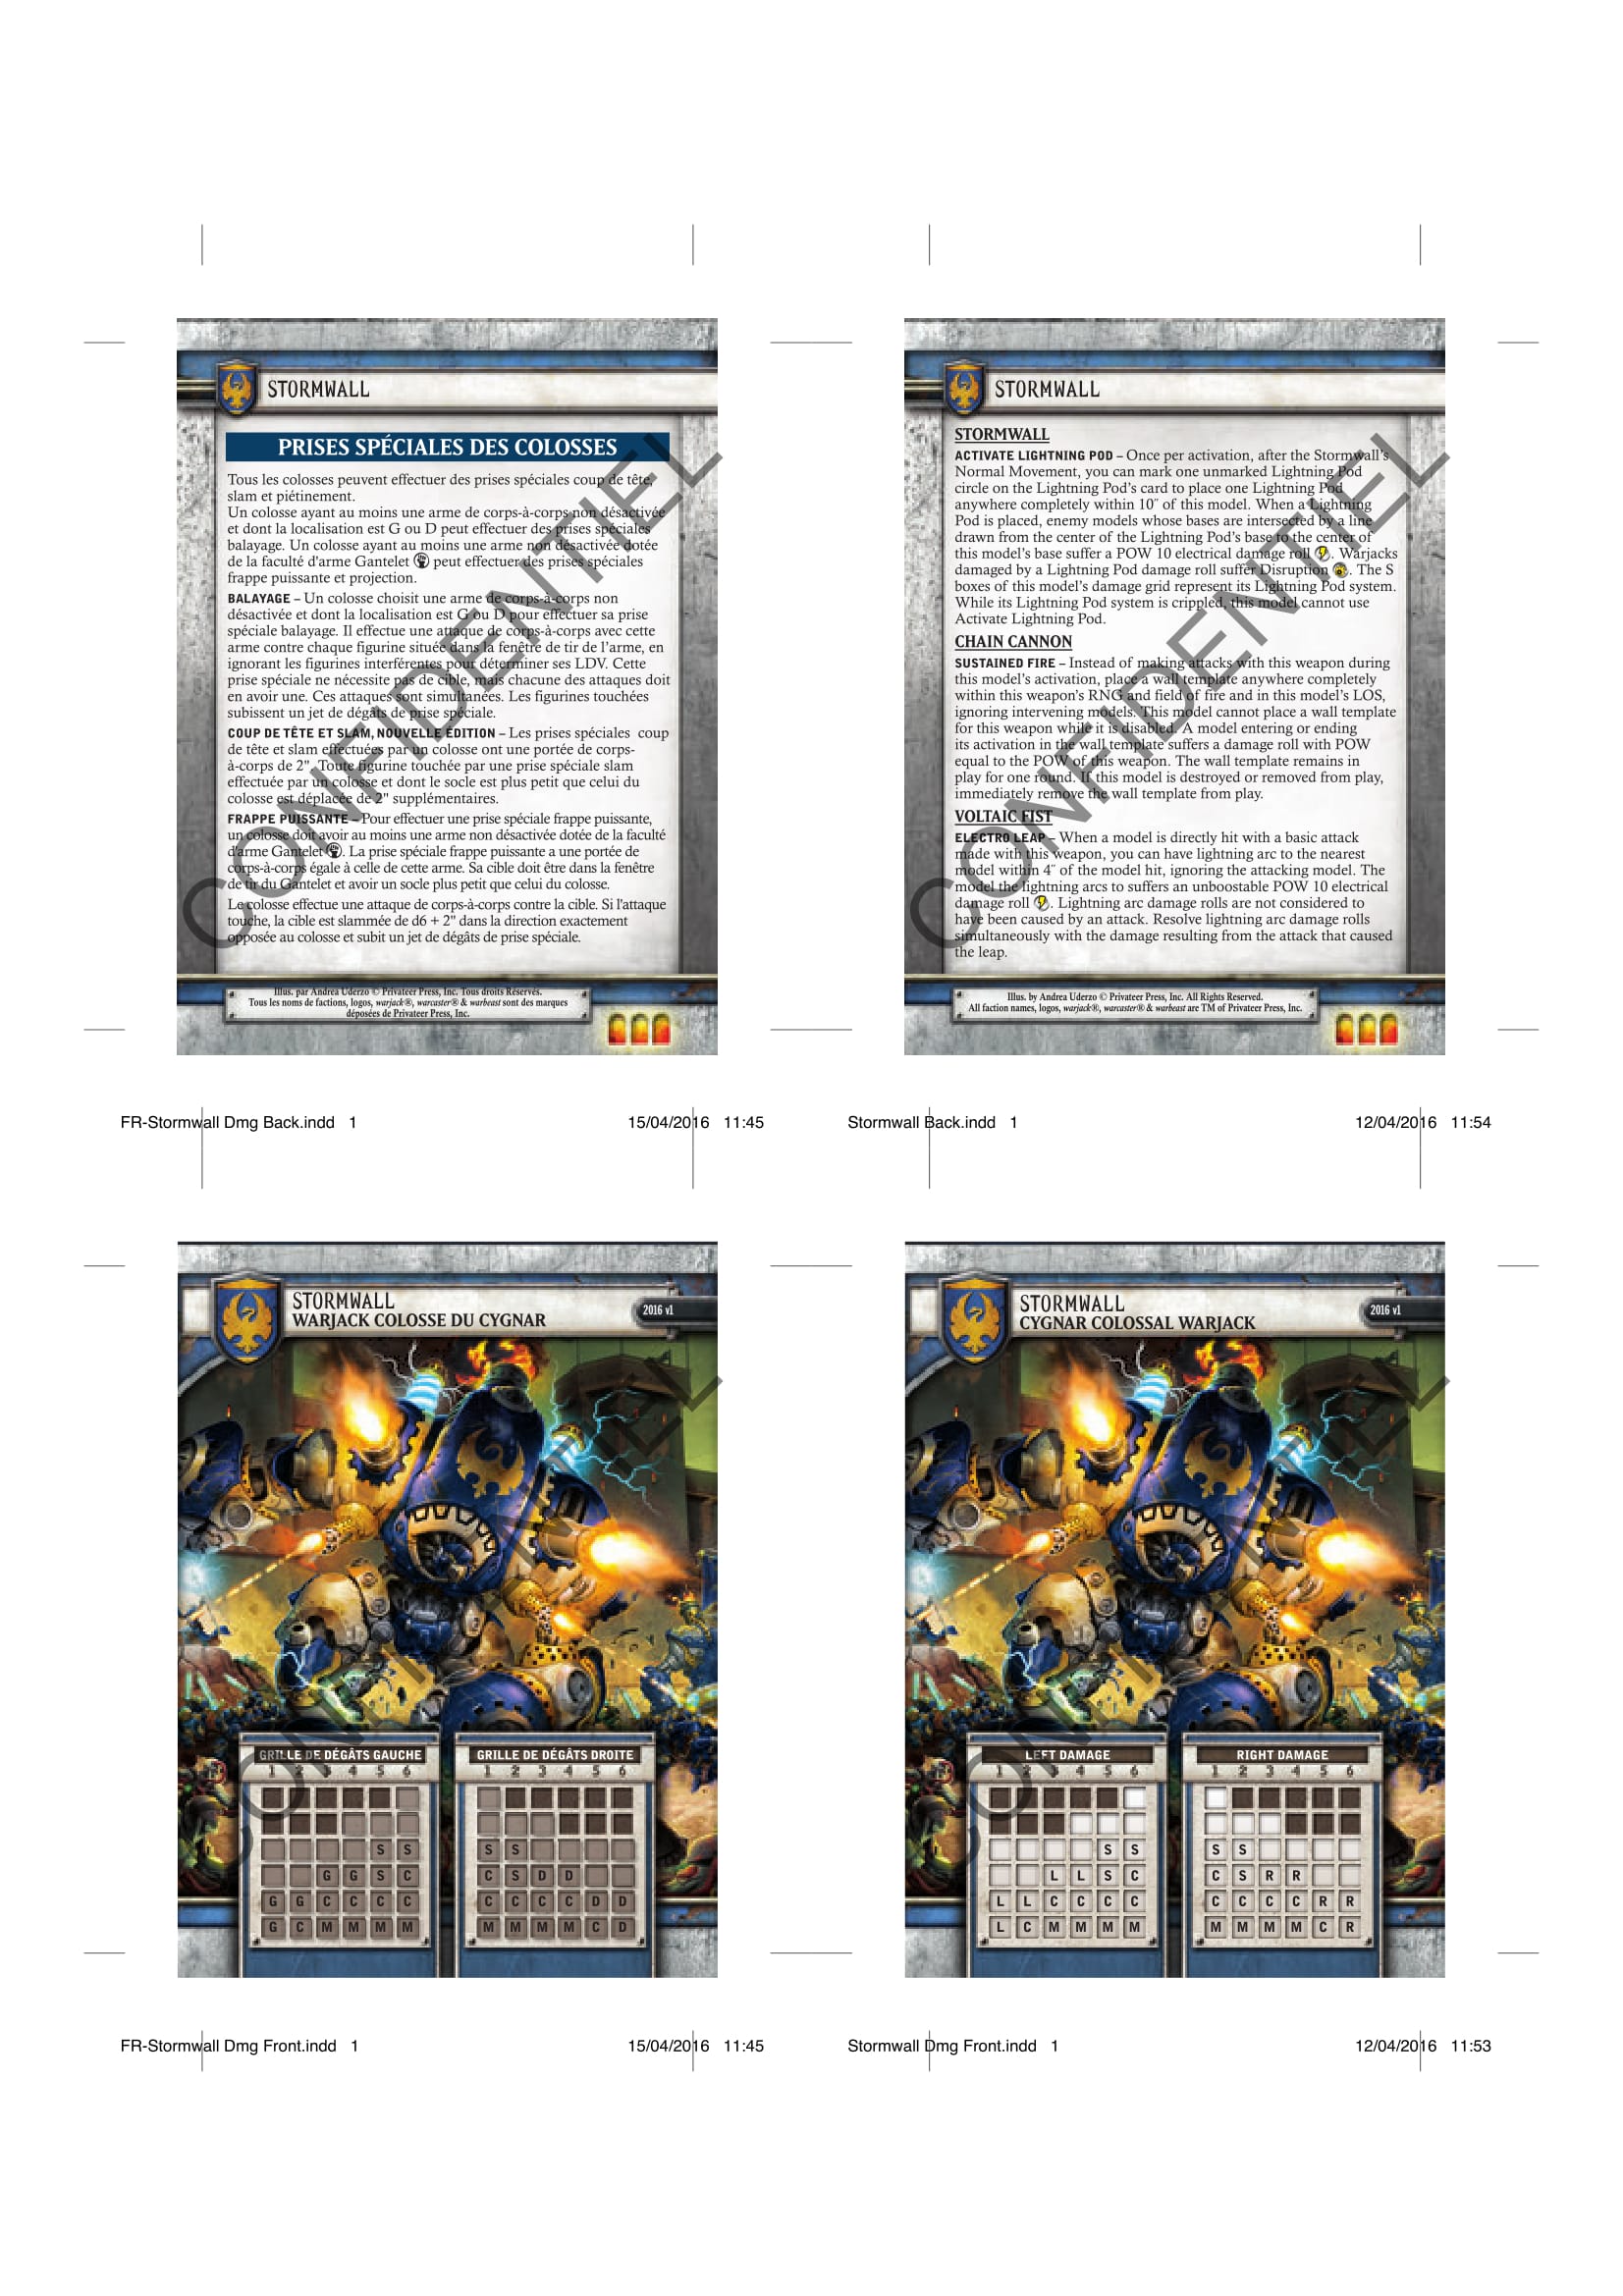 STORMWALL
PRISES SPÉCIALES DES COLOSSES
Tous les colosses peuvent effectuer des prises spéciales coup de tête,
slam et piétinement.
Un colosse ayant au moins une arme de corps-à-corps non désactivée
et dont la localisation est G ou D peut effectuer des prises spéciales
balayage. Un colosse ayant au moins une arme non désactivée dotée
de la faculté d'arme Gantelet peut effectuer des prises spéciales
frappe puissante et projection.
BALAYAGE – Un colosse choisit une arme de corps-à-corps non
désactivée et dont la localisation est G ou D pour effectuer sa prise
spéciale balayage. Il effectue une attaque de corps-à-corps avec cette
arme contre chaque figurine située dans la fenêtre de tir de l'arme, en
ignorant les figurines interférentes pour déterminer ses LDV. Cette
prise spéciale ne nécessite pas de cible, mais chacune des attaques doit
en avoir une. Ces attaques sont simultanées. Les figurines touchées
subissent un jet de dégâts de prise spéciale.
COUP DE TÊTE ET SLAM, NOUVELLE ÉDITION – Les prises spéciales coup
de tête et slam effectuées par un colosse ont une portée de corps-
à-corps de 2". Toute figurine touchée par une prise spéciale slam
effectuée par un colosse et dont le socle est plus petit que celui du
colosse est déplacée de 2" supplémentaires.
FRAPPE PUISSANTE – Pour effectuer une prise spéciale frappe puissante,
un colosse doit avoir au moins une arme non désactivée dotée de la faculté
d'arme Gantelet . La prise spéciale frappe puissante a une portée de
corps-à-corps égale à celle de cette arme. Sa cible doit être dans la fenêtre
de tir du Gantelet et avoir un socle plus petit que celui du colosse.
Le colosse effectue une attaque de corps-à-corps contre la cible. Si l'attaque
touche, la cible est slammée de d6 + 2" dans la direction exactement
opposée au colosse et subit un jet de dégâts de prise spéciale.
Illus. par Andrea Uderzo © Privateer Press, Inc. Tous droits Réservés.
Tous les noms de factions, logos, warjack®, warcaster® & warbeast sont des marques
déposées de Privateer Press, Inc.
CONFIDENTIEL
FR-Stormwall Dmg Back.indd 1 15/04/2016 11:45
STORMWALL
STORMWALL
ACTIVATE LIGHTNING POD – Once per activation, after the Stormwall's
Normal Movement, you can mark one unmarked Lightning Pod
circle on the Lightning Pod's card to place one Lightning Pod
anywhere completely within 10˝ of this model. When a Lightning
Pod is placed, enemy models whose bases are intersected by a line
drawn from the center of the Lightning Pod's base to the center of
this model's base suffer a POW 10 electrical damage roll . Warjacks
damaged by a Lightning Pod damage roll suffer Disruption . The S
boxes of this model's damage grid represent its Lightning Pod system.
While its Lightning Pod system is crippled, this model cannot use
Activate Lightning Pod.
CHAIN CANNON
SUSTAINED FIRE – Instead of making attacks with this weapon during
this model's activation, place a wall template anywhere completely
within this weapon's RNG and field of fire and in this model's LOS,
ignoring intervening models. This model cannot place a wall template
for this weapon while it is disabled. A model entering or ending
its activation in the wall template suffers a damage roll with POW
equal to the POW of this weapon. The wall template remains in
play for one round. If this model is destroyed or removed from play,
immediately remove the wall template from play.
VOLTAIC FIST
ELECTRO LEAP – When a model is directly hit with a basic attack
made with this weapon, you can have lightning arc to the nearest
model within 4˝ of the model hit, ignoring the attacking model. The
model the lightning arcs to suffers an unboostable POW 10 electrical
damage roll . Lightning arc damage rolls are not considered to
have been caused by an attack. Resolve lightning arc damage rolls
simultaneously with the damage resulting from the attack that caused
the leap.
Illus. by Andrea Uderzo © Privateer Press, Inc. All Rights Reserved.
All faction names, logos, warjack®, warcaster® & warbeast are TM of Privateer Press, Inc.
CONFIDENTIEL
Stormwall Back.indd 1 12/04/2016 11:54
STORMWALL
WARJACK COLOSSE DU CYGNAR
2016 v1
GRILLE DE DÉGÂTS GAUCHE
1 2 3 4 5 6
S S
G G S C
G G C C C C
G C M M M M
GRILLE DE DÉGÂTS DROITE
1 2 3 4 5 6
S S
C S D D
C C C C D D
M M M M C D
CONFIDENTIEL
FR-Stormwall Dmg Front.indd 1 15/04/2016 11:45
STORMWALL
CYGNAR COLOSSAL WARJACK
2016 v1
LEFT DAMAGE
1 2 3 4 5 6
S S
L L S C
L L C C C C
L C M M M M
RIGHT DAMAGE
1 2 3 4 5 6
S S
C S R R
C C C C R R
M M M M C R
CONFIDENTIEL
Stormwall Dmg Front.indd 1 12/04/2016 11:53